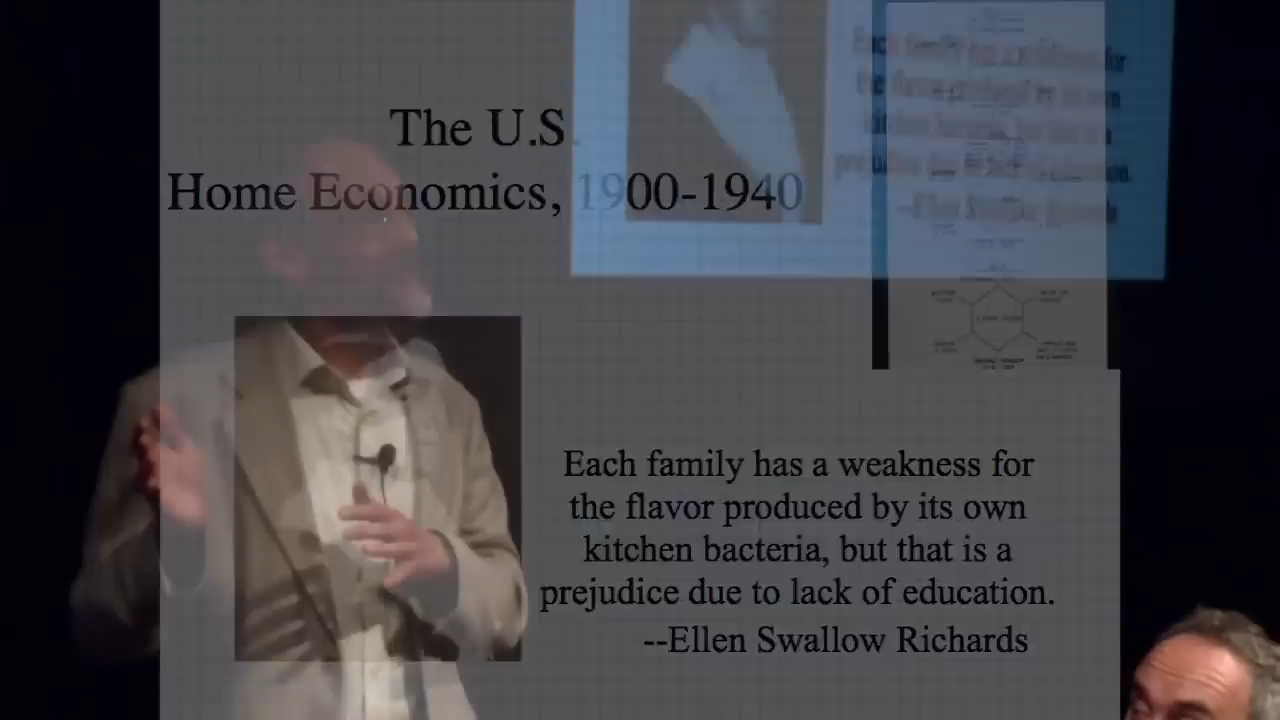 The U.S.
Home Economics, 1900-1940
Each family has a weakness for
the flavor produced by its own
kitchen bacteria, but that is a
prejudice due to lack of education.
--Ellen Swallow Richards